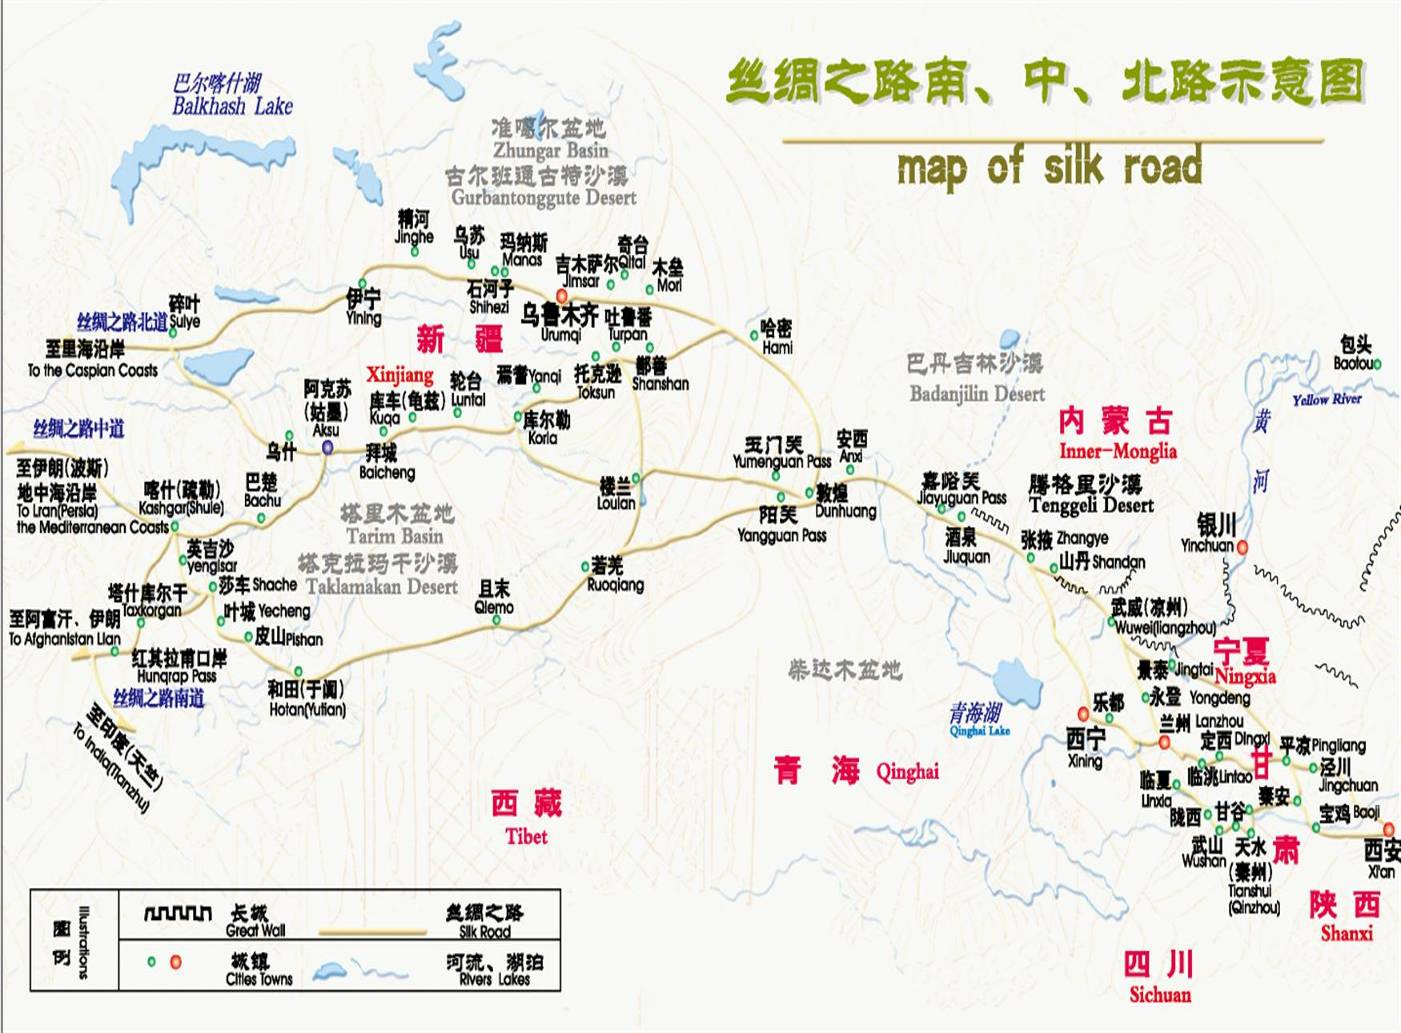 丝绸之路南、中、北路示意图
map of silk road
巴尔喀什湖
Balkhash Lake
准噶尔盆地
Zhungar Basin
古尔班通古特沙漠
Gurbantonggute Desert
精河
Jinghe
乌苏
Usu
玛纳斯
Manas
石河子
Shihezi
吉木萨尔
Jimsar
奇台
Qitai
木垒
Mori
乌鲁木齐
Urumqi
吐鲁番
Turpan
哈密
Hami
伊宁
Yining
碎叶
Suiye
丝绸之路北道
至里海沿岸
To the Caspian Coasts
新 疆
Xinjiang
鄯善
Shanshan
托克逊
Toksun
焉耆 Yanqi
轮台
Luntai
库车(龟兹)
Kuqa
阿克苏
(姑墨)
Aksu
库尔勒
Korla
拜城
Baicheng
乌什
丝绸之路中道
至伊朗(波斯)
地中海沿岸
To Lran(Persia)
the Mediterranean Coasts
喀什(疏勒)
Kashgar(Shule)
巴楚
Bachu
楼兰
Loulan
塔里木盆地
Tarim Basin
塔克拉玛干沙漠
Taklamakan Desert
英吉沙
yengisar
莎车 Shache
塔什库尔干
Taxkorgan
叶城 Yecheng
皮山 Pishan
至阿富汗、伊朗
To Afghanistan Llan
红其拉甫口岸
Hunqrap Pass
丝绸之路南道
至印度(天竺)
To India(Tianzhu)
和田(于阗)
Hotan(Yutian)
且末
Qiemo
若羌
Ruoqiang
玉门关
Yumenguan Pass
安西
Anxi
敦煌
Dunhuang
阳关
Yangguan Pass
巴丹吉林沙漠
Badanjilin Desert
内 蒙 古
Inner-Monglia
腾格里沙漠
Tenggeli Desert
包头
Baotou
Yellow River
黄
河
嘉峪关
Jiayuguan Pass
酒泉
Jiuquan
张掖 Zhangye
山丹 Shandan
银川
Yinchuan
武威(凉州)
Wuwei(liangzhou)
宁夏
Ningxia
景泰 Jingtai
永登 Yongdeng
乐都
兰州 Lanzhou
西宁
Xining
柴达木盆地
青海湖
Qinghai Lake
青 海 Qinghai
定西 Dingxi
甘
平凉 Pingliang
泾川
Jingchuan
临夏
Linxia
临洮 Lintao
秦安
陇西
甘谷
宝鸡 Baoji
武山
Wushan
天水
(秦州)
Tianshui
(Qinzhou)
肃
西安
Xi'an
陕 西
Shanxi
四 川
Sichuan
西 藏
Tibet
图例
Illustrations
长城
Great Wall
丝绸之路
Silk Road
城镇
Cities Towns
河流、湖泊
Rivers Lakes